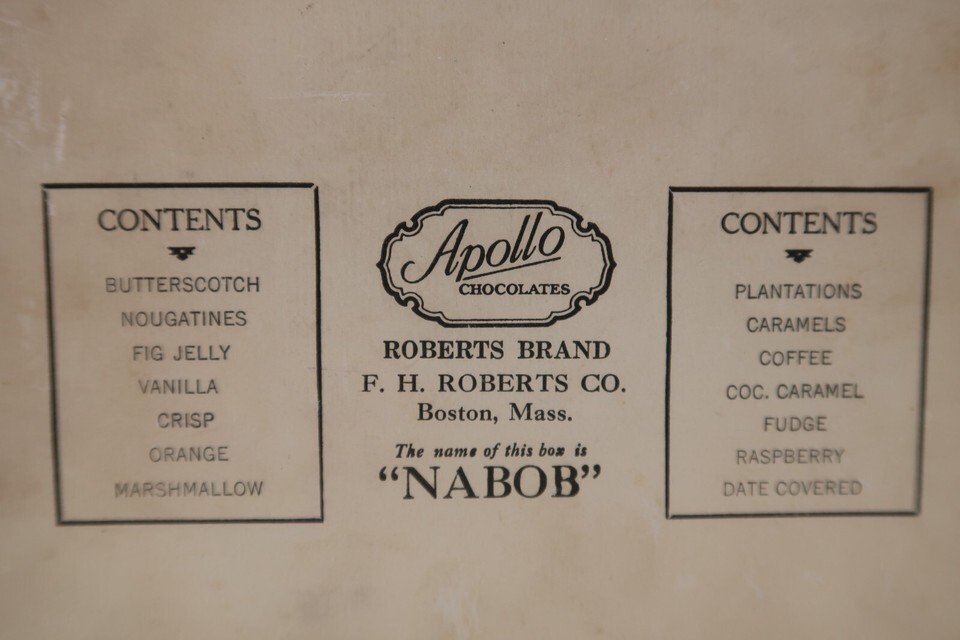 CONTENTS
BUTTERSCOTCH
NOUGATINES
FIG JELLY
VANILLA
CRISP
ORANGE
MARSHMALLOW
Apollo
CHOCOLATES
ROBERTS BRAND
F. H. ROBERTS CO.
Boston, Mass.
The name of this box is
“NABOB”
CONTENTS
PLANTATIONS
CARAMELS
COFFEE
COC. CARAMEL
FUDGE
RASPBERRY
DATE COVERED